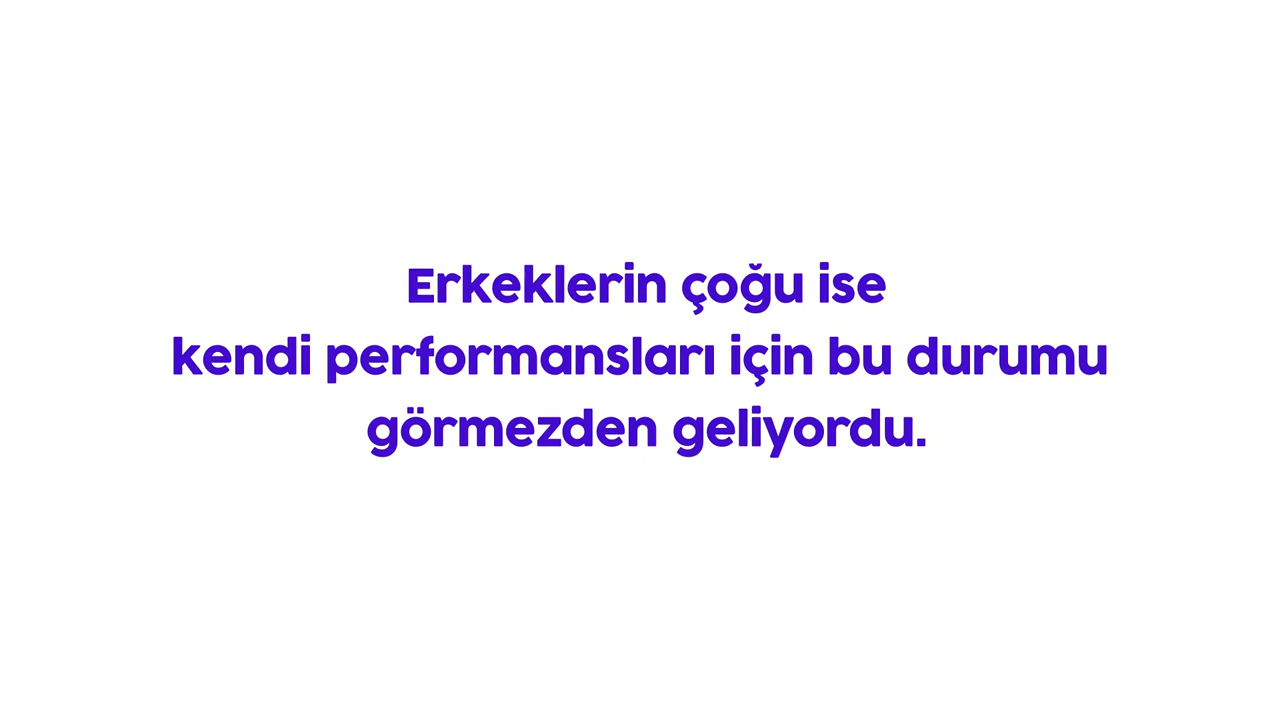 Erkeklerin çoğu ise
kendi performansları için bu durumu
görmezden geliyordu.